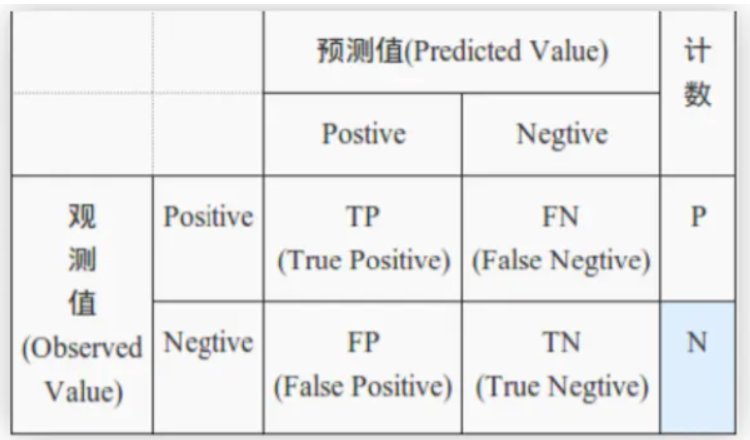 预测值(Predicted Value)
计
数
Postive
Negtive
观
测
值
(Observed
Value)
Positive
TP
(True Positive)
FN
(False Negtive)
P
Negtive
FP
(False Positive)
TN
(True Negtive)
N